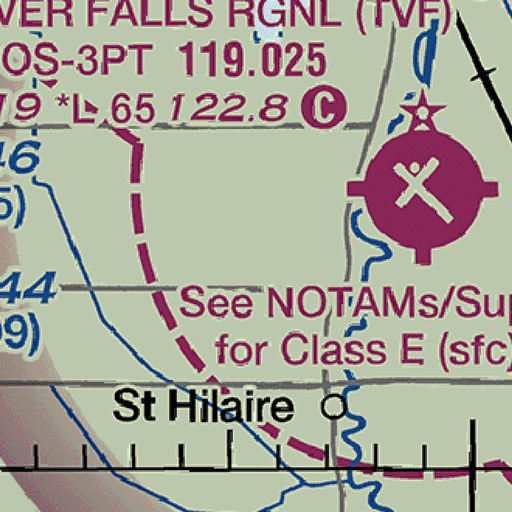 VER FALLS RGNL (TVF)
OS-3PT 119.025
19 *L 65 122.8 C
46
5)
44
99)
See NOTAMs/Sup
for Class E (sfc)
St Hilaire